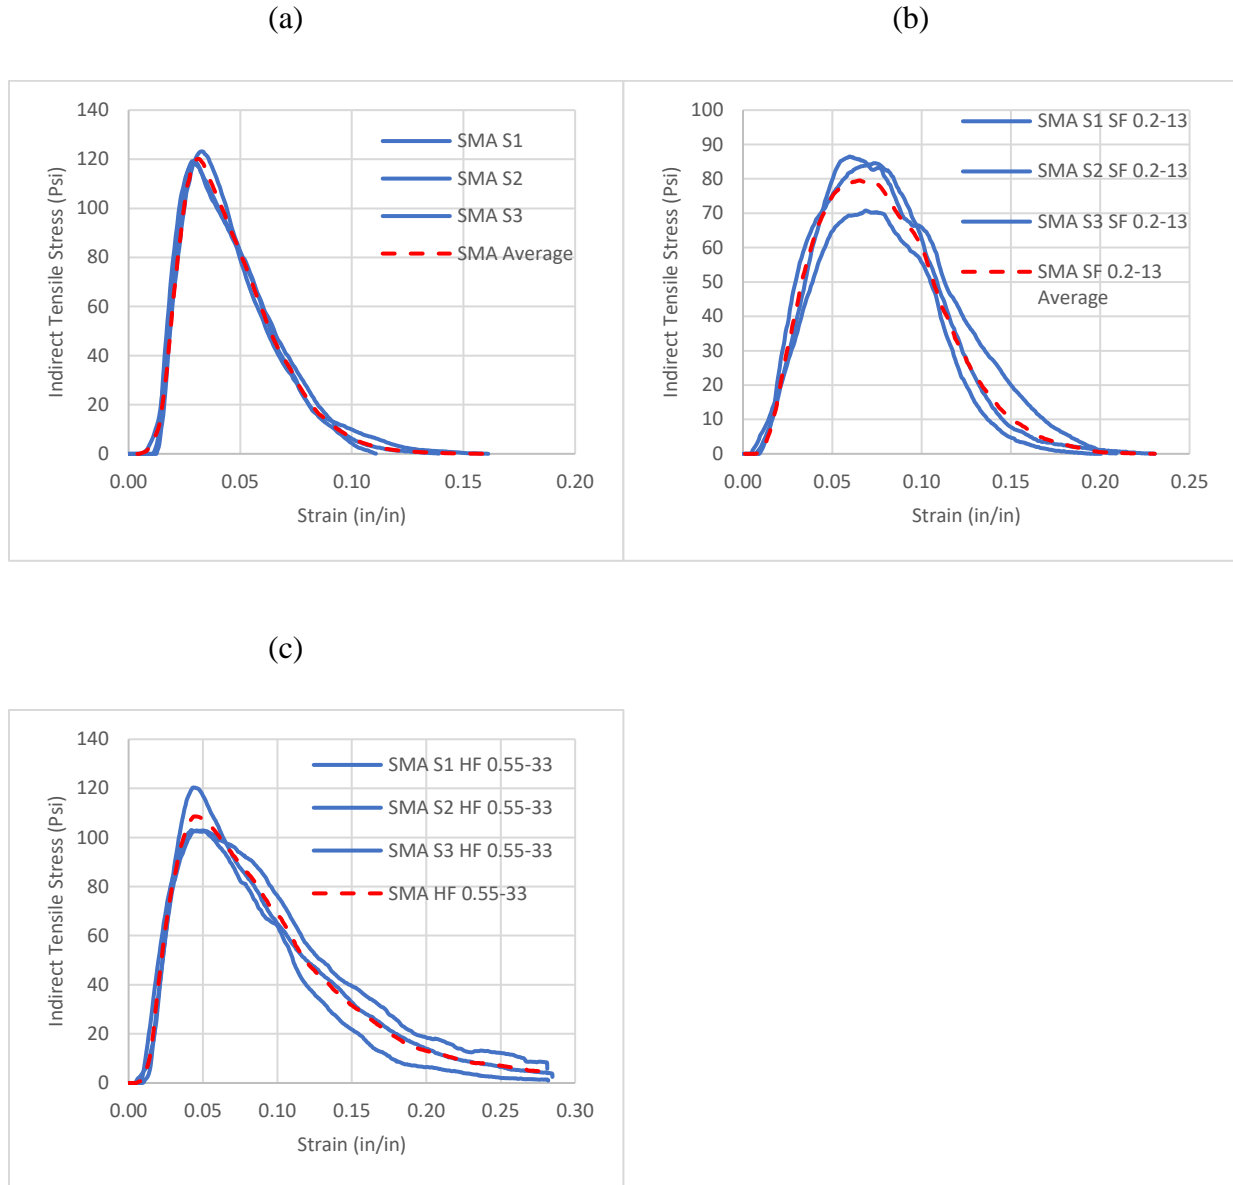 (a)
(b)
140
120
100
80
60
40
20
0
Indirect Tensile Stress (Psi)
SMA S1
SMA S2
SMA S3
SMA Average
0.00
0.05
0.10
0.15
0.20
Strain (in/in)
100
90
80
70
60
50
40
30
20
10
0
Indirect Tensile Stress (Psi)
SMA S1 SF 0.2-13
SMA S2 SF 0.2-13
SMA S3 SF 0.2-13
SMA SF 0.2-13
Average
0.00
0.05
0.10
0.15
0.20
0.25
Strain (in/in)
(c)
140
120
100
80
60
40
20
0
Indirect Tensile Stress (Psi)
SMA S1 HF 0.55-33
SMA S2 HF 0.55-33
SMA S3 HF 0.55-33
SMA HF 0.55-33
0.00
0.05
0.10
0.15
0.20
0.25
0.30
Strain (in/in)